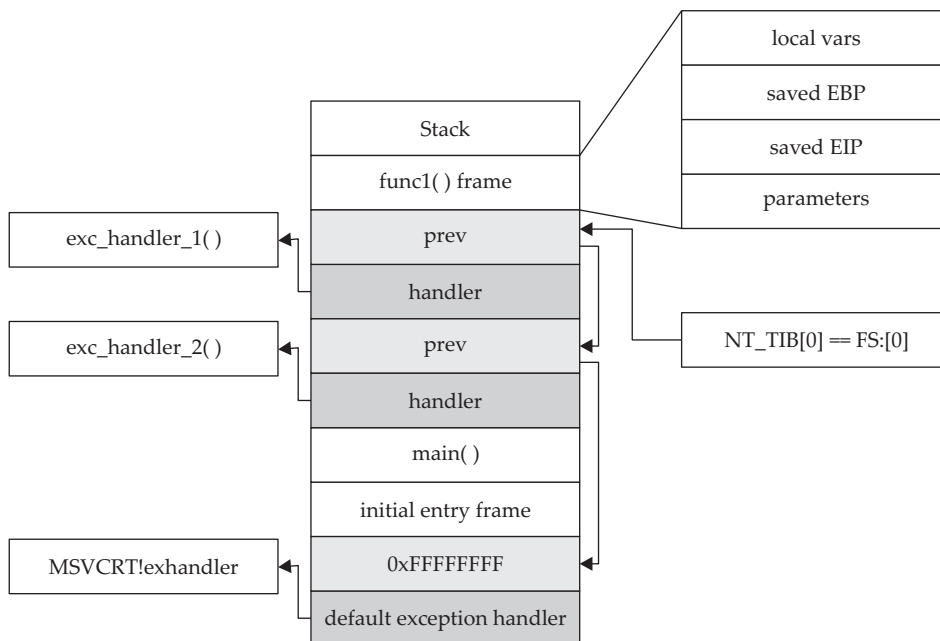 local vars
saved EBP
saved EIP
parameters
Stack
func1( ) frame
prev
handler
prev
handler
main( )
initial entry frame
0xFFFFFFFF
default exception handler
exc_handler_1( )
exc_handler_2( )
MSVCRT!exhandler
NT_TIB[0] == FS:[0]